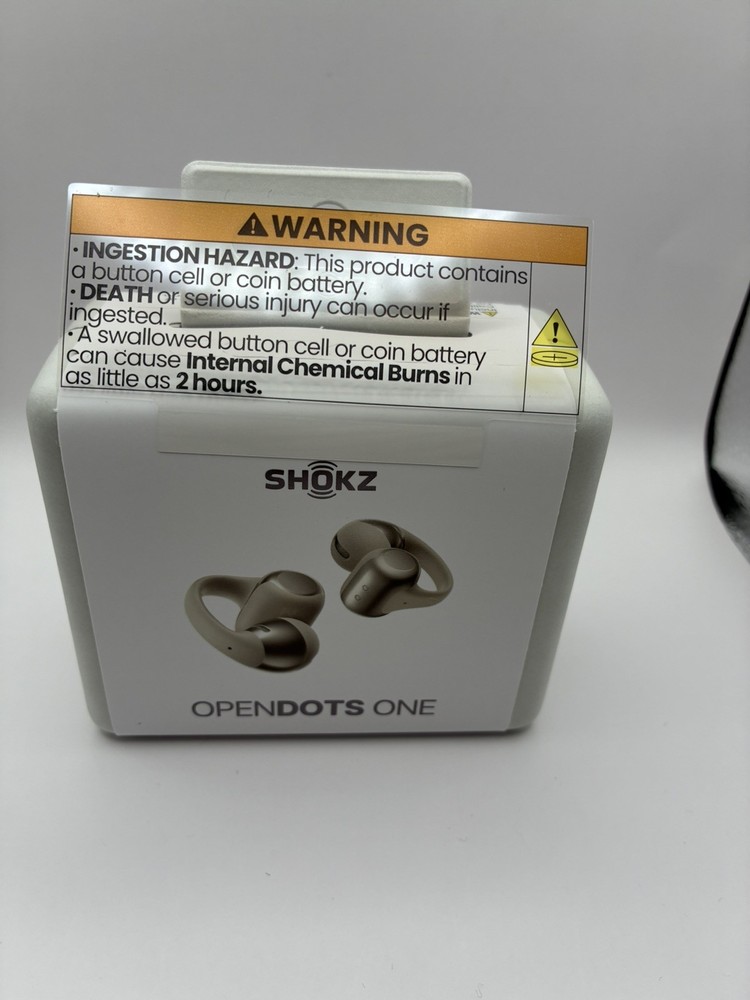 WARNING
· INGESTION HAZARD: This product contains
a button cell or coin battery.
· DEATH or serious injury can occur if
ingested.
· A swallowed button cell or coin battery
can cause Internal Chemical Burns in
as little as 2 hours.
SHOKZ
OPENDOTS ONE